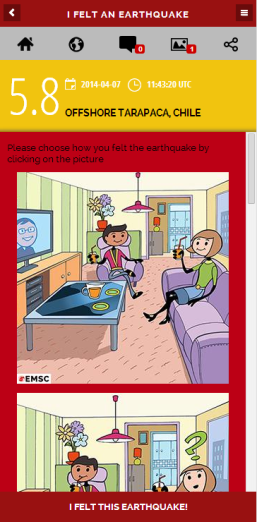 I FELT AN EARTHQUAKE
0
1
5.8
2014-04-07 11:43:20 UTC
OFFSHORE TARAPACA, CHILE
Please choose how you felt the earthquake by
cooking on the picture
#EMSC
?
I FELT THIS EARTHQUAKE!